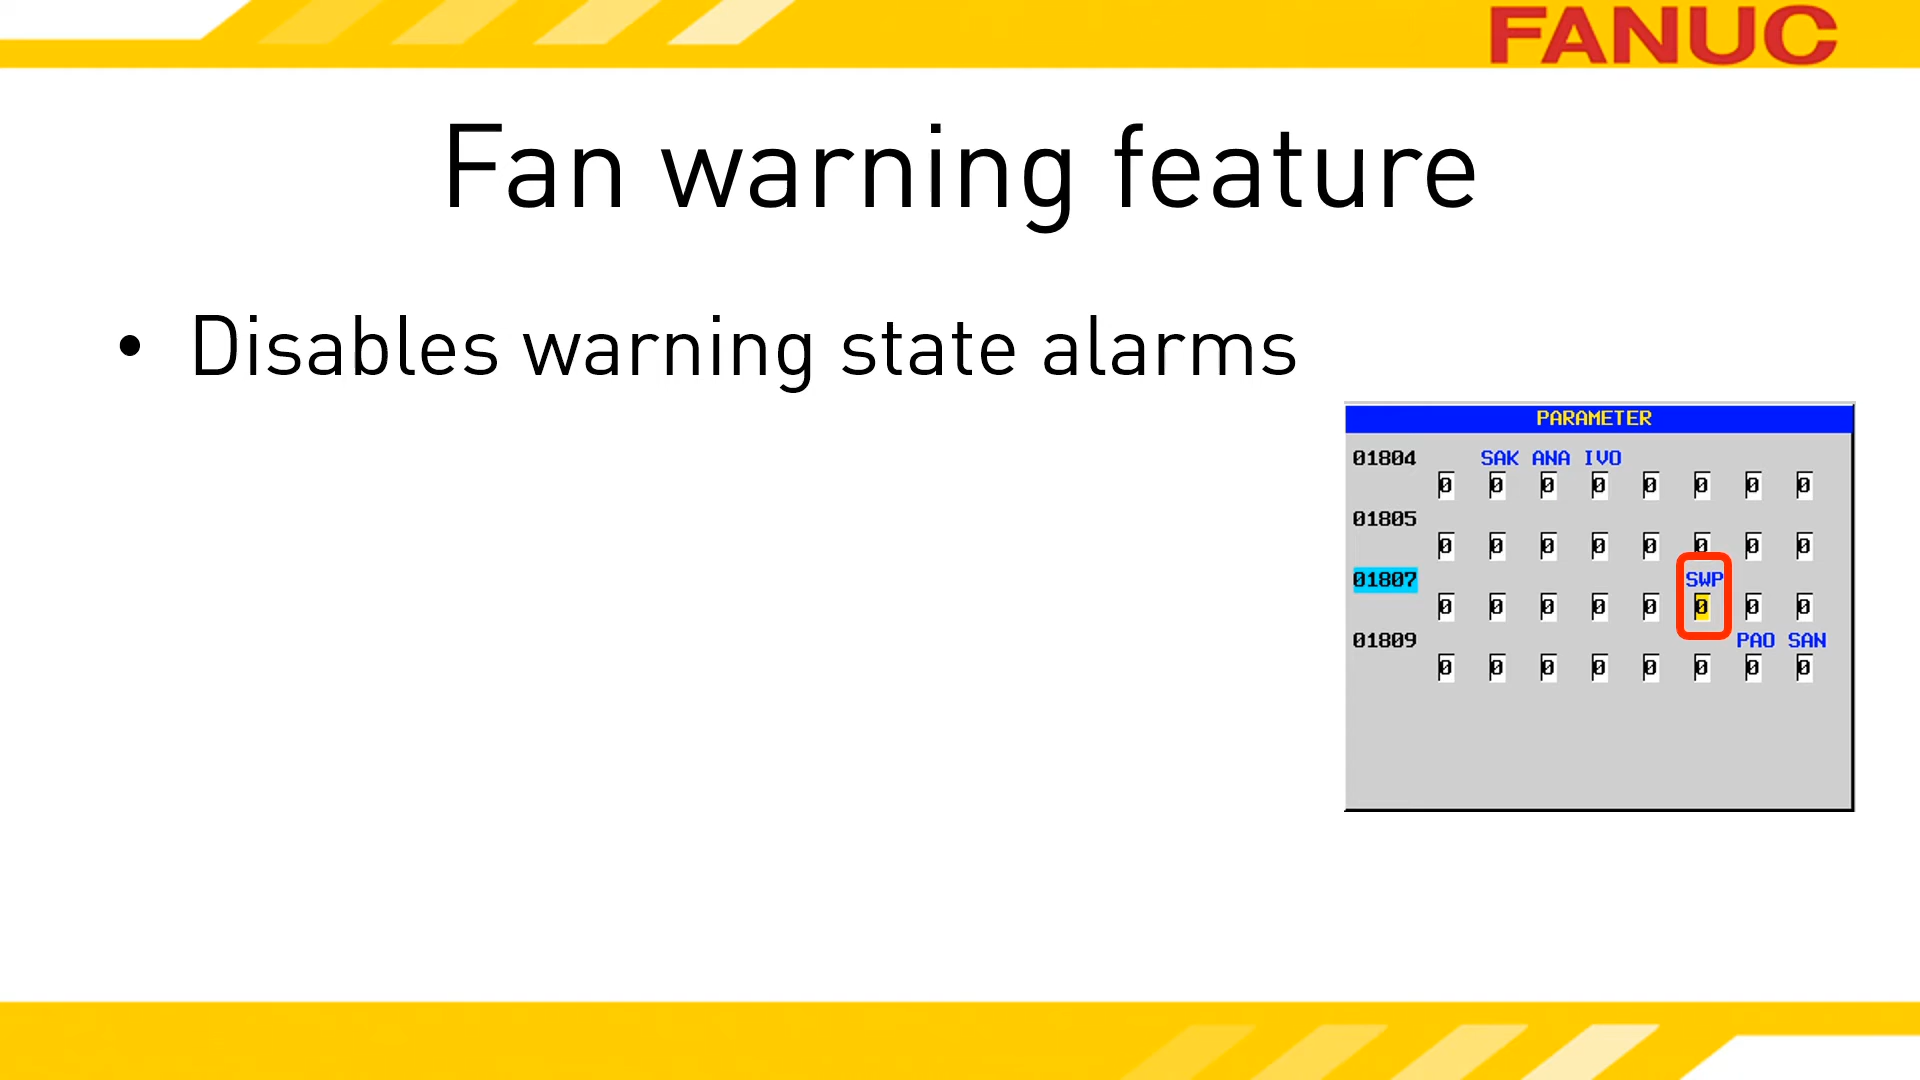 FANUC
Fan warning feature
• Disables warning state alarms
PARAMETER
01804 SAK ANA IVO
0 0 0 0 0 0 0 0
01805
0 0 0 0 0 0 0 0
01807 SWP
0 0 0 0 0 0 0 0
01809 PAO SAN
0 0 0 0 0 0 0 0